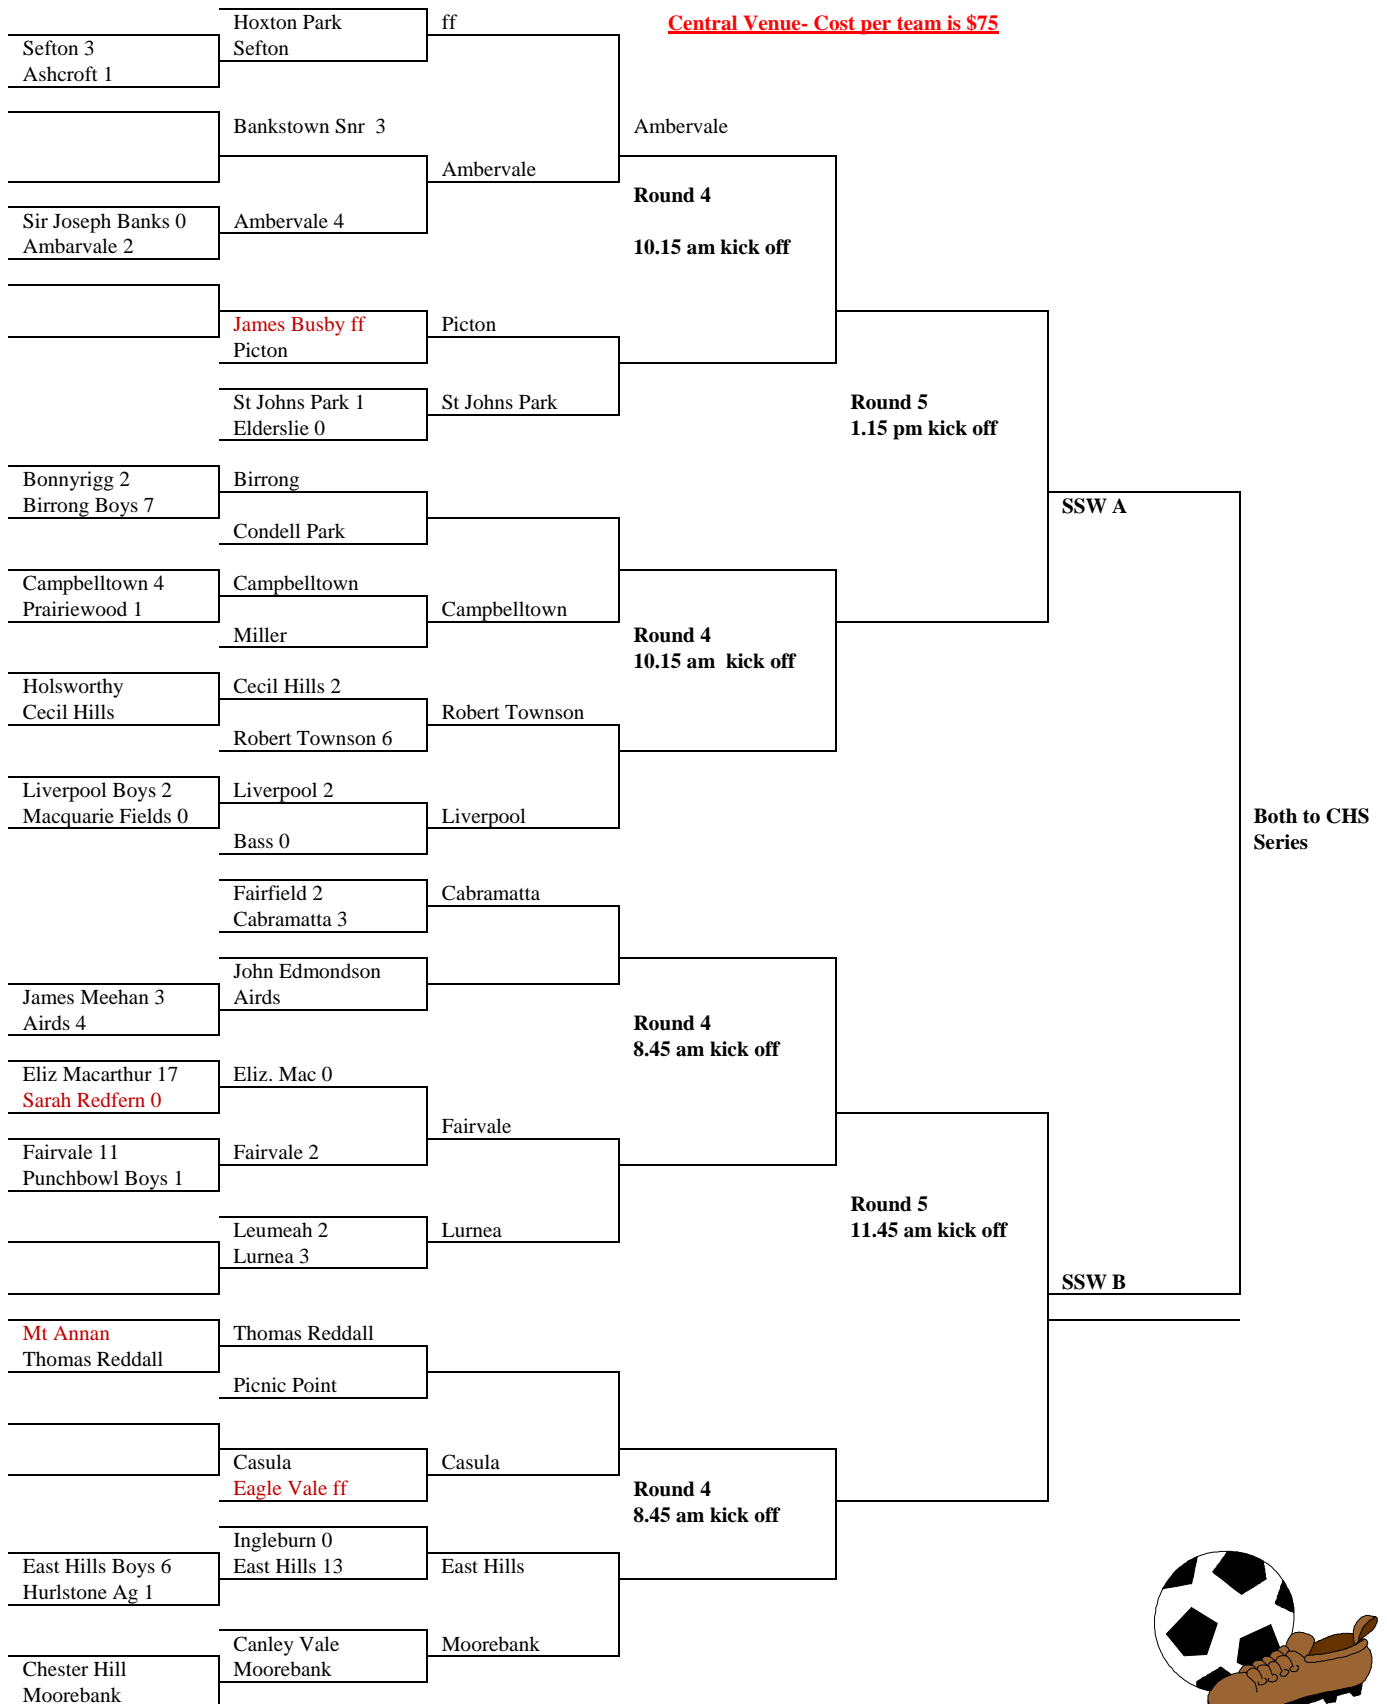 Hoxton Park
ff
Central Venue- Cost per team is $75
Sefton 3
Sefton
Ashcroft 1
Bankstown Snr  3
Ambervale
Ambervale
Round 4
Sir Joseph Banks 0
Ambervale 4
Ambarvale 2
10.15 am kick off
James Busby ff
Picton
Picton
St Johns Park 1
St Johns Park
Round 5
Elderslie 0
1.15 pm kick off
Bonnyrigg 2
Birrong
Birrong Boys 7
SSW A
Condell Park
Campbelltown 4
Campbelltown
Prairiewood 1
Campbelltown
Miller
Round 4
10.15 am  kick off
Holsworthy
Cecil Hills 2
Cecil Hills
Robert Townson
Robert Townson 6
Liverpool Boys 2
Liverpool 2
Macquarie Fields 0
Liverpool
Both to CHS
Bass 0
Series
Fairfield 2
Cabramatta
Cabramatta 3
John Edmondson
James Meehan 3
Airds
Airds 4
Round 4
8.45 am kick off
Eliz Macarthur 17
Eliz. Mac 0
Sarah Redfern 0
Fairvale
Fairvale 11
Fairvale 2
Punchbowl Boys 1
Round 5
Leumeah 2
Lurnea
11.45 am kick off
Lurnea 3
SSW B
Mt Annan
Thomas Reddall
Thomas Reddall
Picnic Point
Casula
Casula
Eagle Vale ff
Round 4
8.45 am kick off
Ingleburn 0
East Hills Boys 6
East Hills 13
East Hills
Hurlstone Ag 1
Canley Vale
Moorebank
Chester Hill
Moorebank
Moorebank